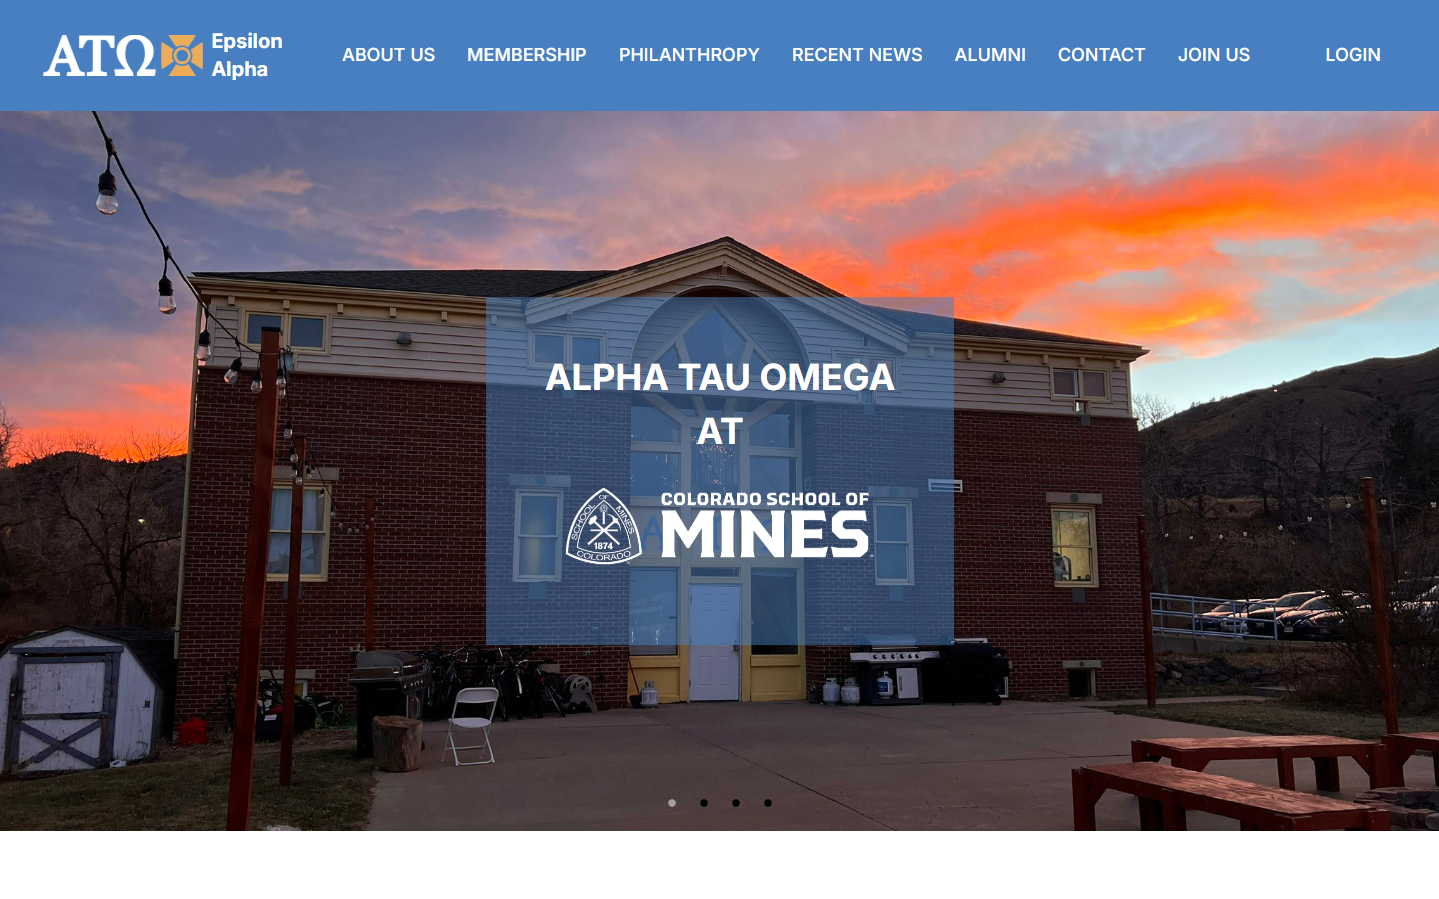 ΑΤΩ
Epsilon
Alpha
ABOUT US
MEMBERSHIP
PHILANTHROPY
RECENT NEWS
ALUMNI
CONTACT
JOIN US
LOGIN
ALPHA TAU OMEGA
AT
SCHOOL OF MINES
1874
COLORADO
COLORADO SCHOOL OF
MINES